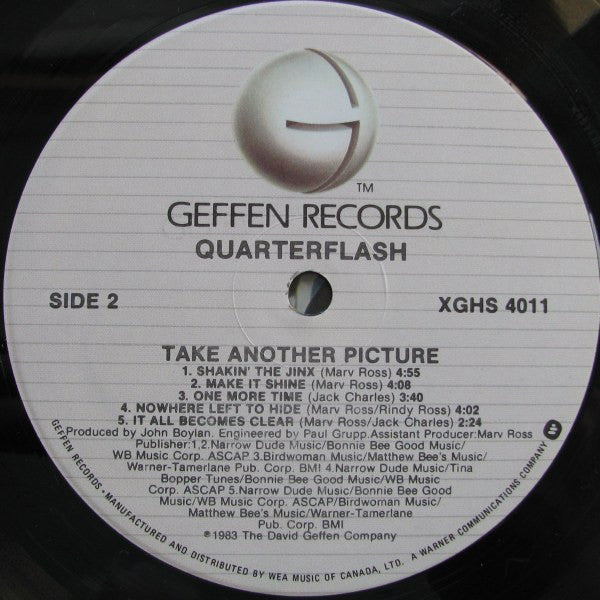 TM
GEFFEN RECORDS
QUARTERFLASH
SIDE 2
XGHS 4011
TAKE ANOTHER PICTURE
1. SHAKIN' THE JINX (Marv Ross) 4:55
2. MAKE IT SHINE (Marv Ross) 4:08
3. ONE MORE TIME (Jack Charles) 3:40
4. NOWHERE LEFT TO HIDE (Marv Ross/Rindy Ross) 4:02
5. IT ALL BECOMES CLEAR (Marv Ross/Jack Charles) 2:24
Produced by John Boylan. Engineered by Paul Grupp. Assistant Producer: Marv Ross
Publisher:1,2.Narrow Dude Music/Bonnie Bee Good Music/
WB Music Corp. ASCAP 3.Birdwoman Music/Matthew Bee's Music/
Warner-Tamerlane Pub. Corp. BMI 4.Narrow Dude Music/Tina
Bopper Tunes/Bonnie Bee Good Music/WB Music
Corp. ASCAP 5.Narrow Dude Music/Bonnie Bee Good
Music/WB Music Corp. ASCAP/Birdwoman Music/
Matthew Bee's Music/Warner-Tamerlane
Pub. Corp. BMI
℗1983 The David Geffen Company
GEFFEN RECORDS - MANUFACTURED AND DISTRIBUTED BY WEA MUSIC OF CANADA, LTD. A WARNER COMMUNICATIONS COMPANY